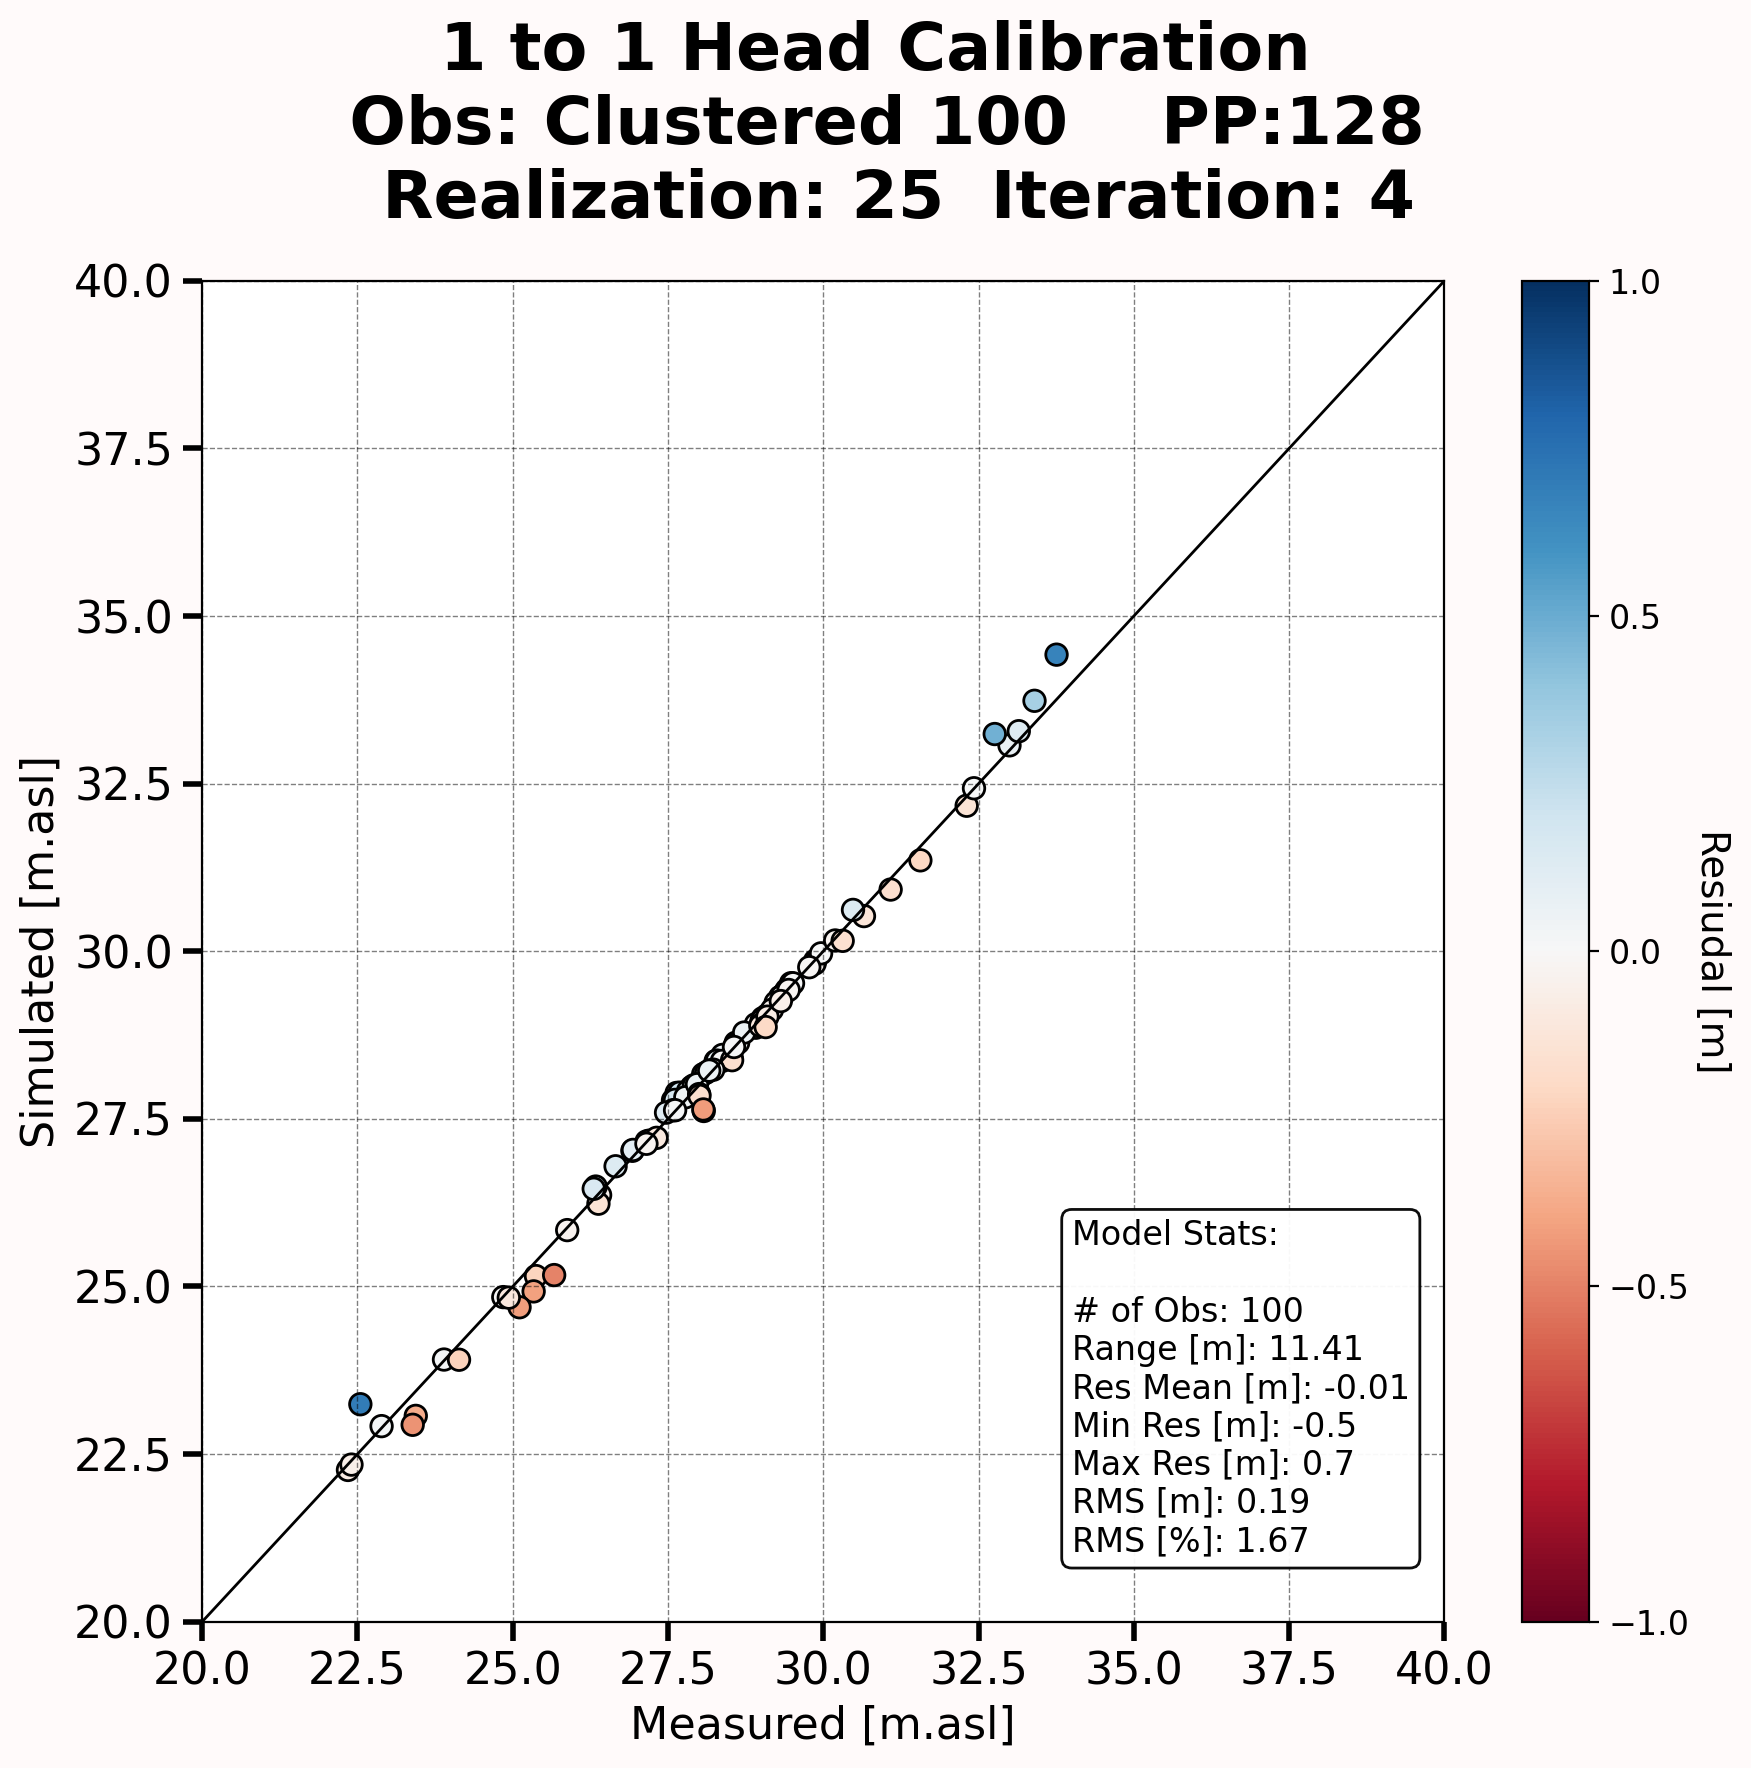 1 to 1 Head Calibration
Obs: Clustered 100 PP:128
Realization: 25 Iteration: 4
40.0
37.5
35.0
32.5
30.0
27.5
25.0
22.5
20.0
Simulated [m.asl]
20.0 22.5 25.0 27.5 30.0 32.5 35.0 37.5 40.0
Measured [m.asl]
Model Stats:
# of Obs: 100
Range [m]: 11.41
Res Mean [m]: -0.01
Min Res [m]: -0.5
Max Res [m]: 0.7
RMS [m]: 0.19
RMS [%]: 1.67
1.0
0.5
0.0
−0.5
−1.0
Resiudal [m]